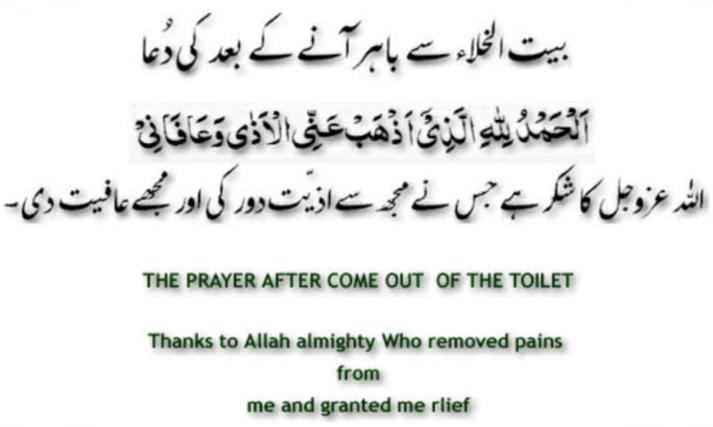 بیت الخلاء سے باہر آنے کے بعد کی دُعا
اَلْحَمْدُ لِلّٰهِ الَّذِیْ اَذْهَبَ عَنِّی الْاَذٰی وَعَافَانِیْ
اللہ عزوجل کا شکر ہے جس نے مجھ سے اذیّت دور کی اور مجھے عافیت دی۔
THE PRAYER AFTER COME OUT OF THE TOILET
Thanks to Allah almighty Who removed pains
from
me and granted me rlief